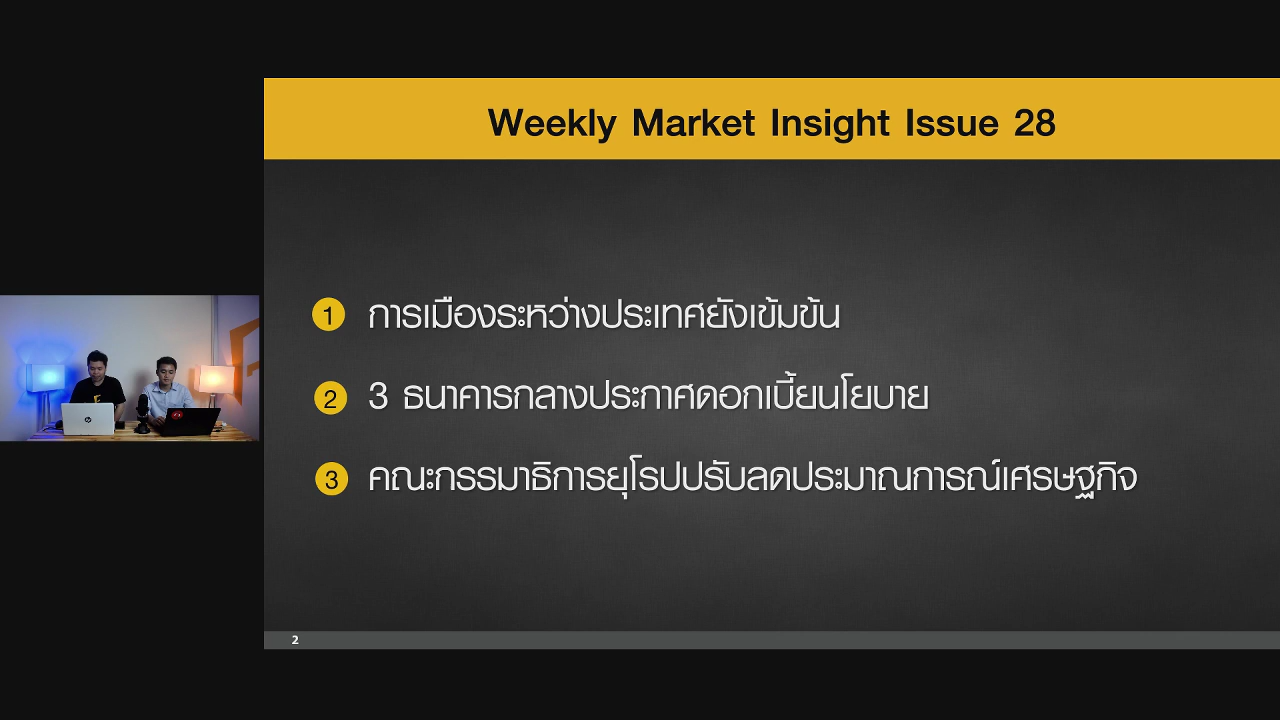 Weekly Market Insight Issue 28
1 การเมืองระหว่างประเทศยังเข้มข้น
2 3 ธนาคารกลางประกาศดอกเบี้ยนโยบาย
3 คณะกรรมาธิการยุโรปปรับลดประมาณการณ์เศรษฐกิจ
2